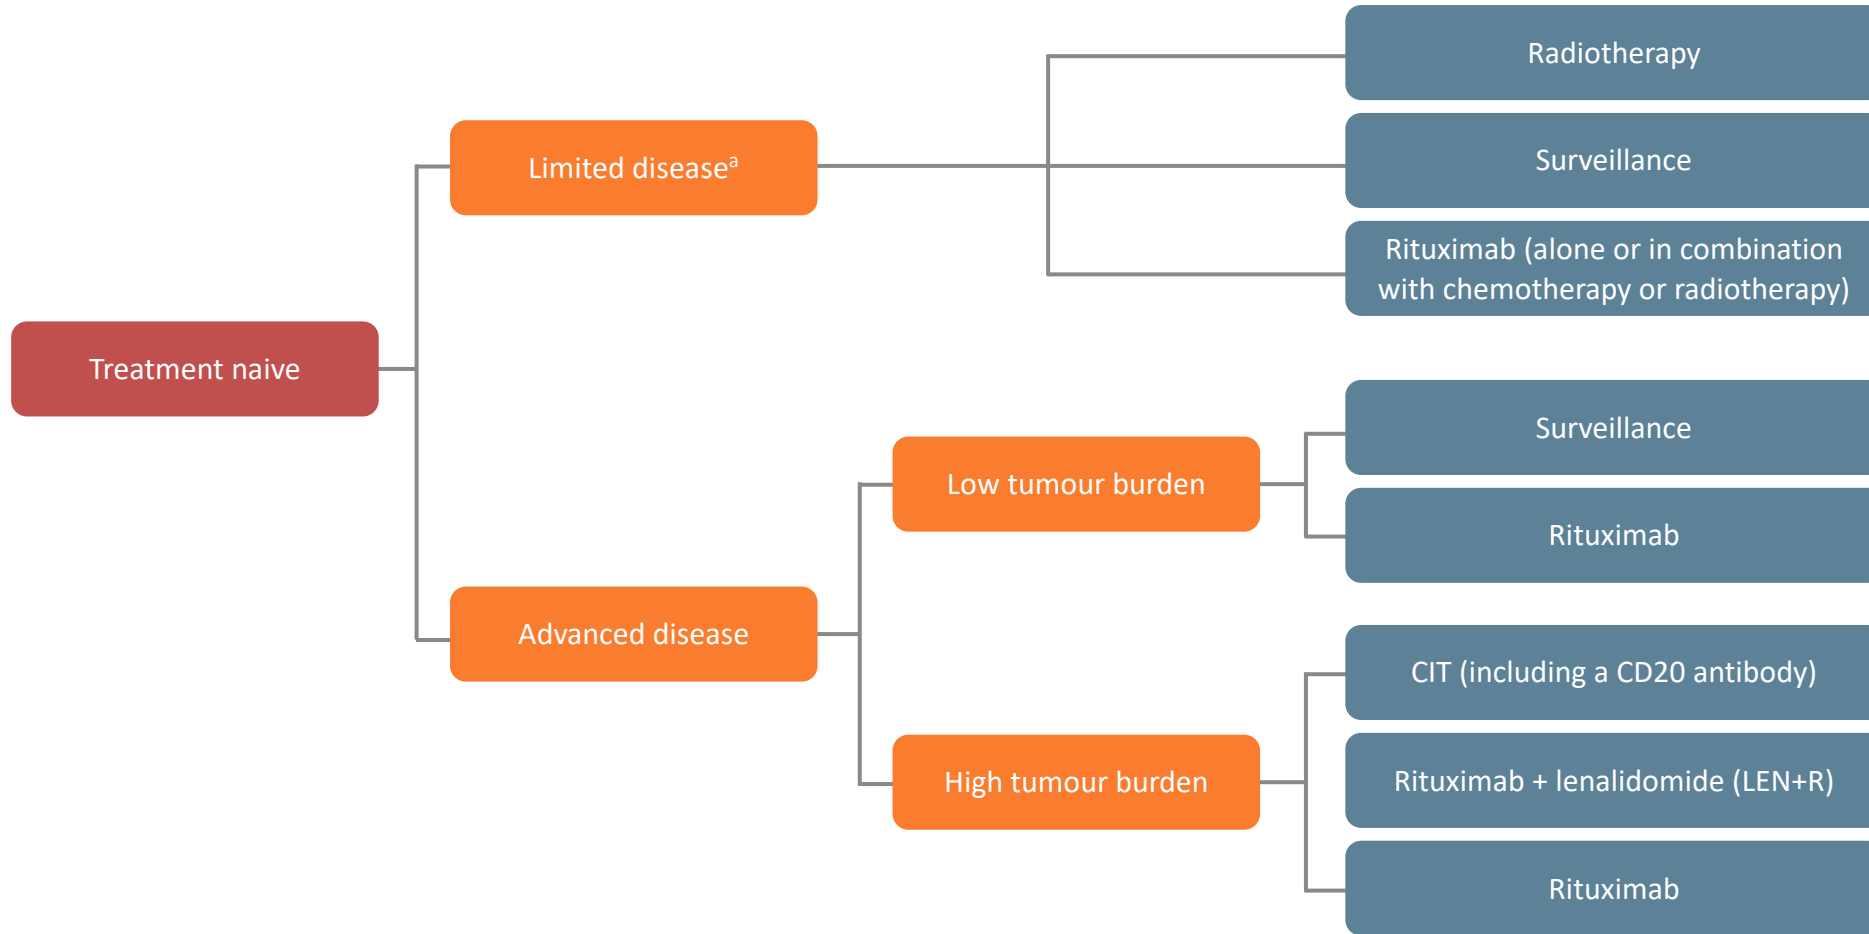 Treatment naive
Limited diseaseᵃ
Radiotherapy
Surveillance
Rituximab (alone or in combination
with chemotherapy or radiotherapy)
Advanced disease
Low tumour burden
Surveillance
Rituximab
High tumour burden
CIT (including a CD20 antibody)
Rituximab + lenalidomide (LEN+R)
Rituximab